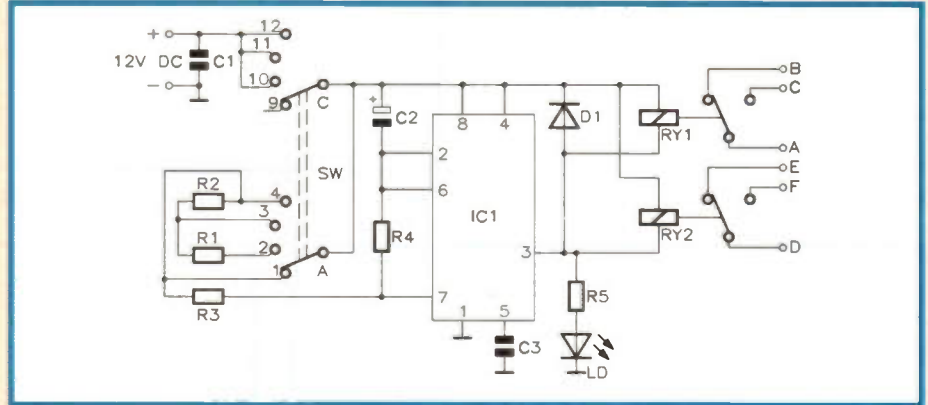 +
12V DC
−
C1
12
11
10
9
C
C2
SW
R2
4
3
R1
2
1
A
R3
R4
8
4
2
6
IC1
3
7
1
5
C3
D1
R5
LD
RY1
RY2
B
C
A
E
F
D
+